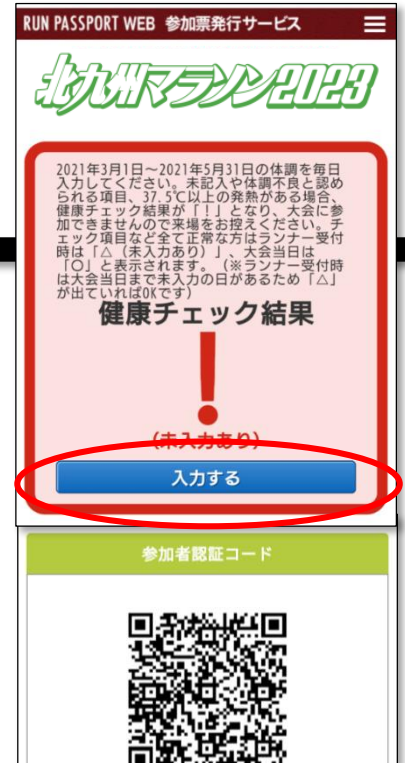 RUN PASSPORT WEB 参加票発行サービス
北九州マラソン2023
2021年3月1日～2021年5月31日の体調を毎日
入力してください。未記入や体調不良と認め
られる項目、37.5℃以上の発熱がある場合、
健康チェック結果が「！」となり、大会に参
加できませんので来場をお控えください。チ
ェック項目など全て正常な方はランナー受付
時は「△（未入力あり）」、大会当日は
「〇」と表示されます。（※ランナー受付時
は大会当日まで未入力の日があるため「△」
が出ていればOKです）
健康チェック結果
！
(未入力あり)
入力する
参加者認証コード